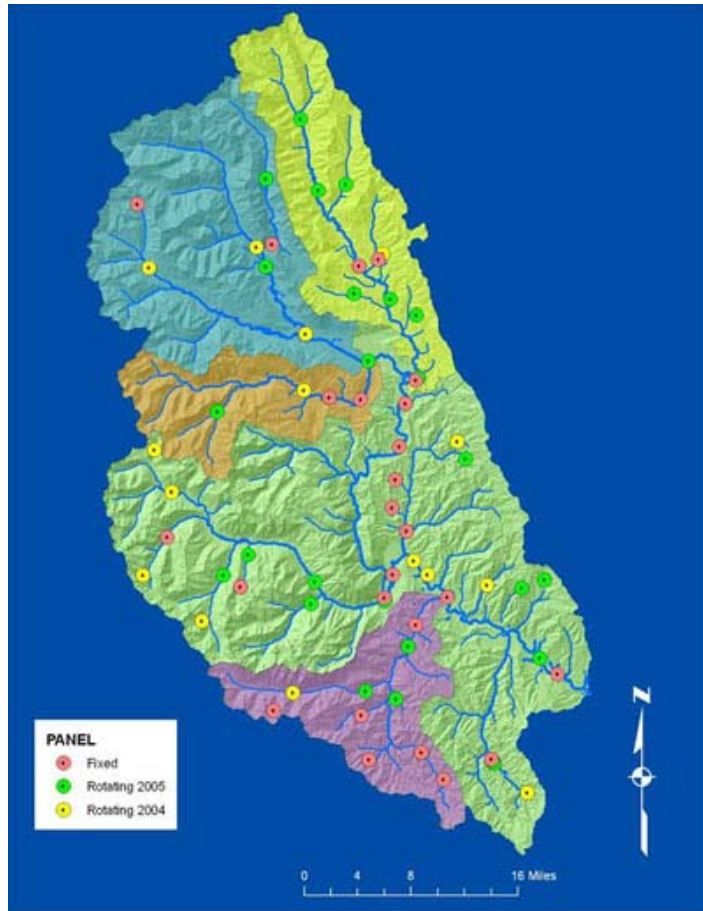 PANEL
Fixed
Rotating 2005
Rotating 2004
N
0 4 8 16 Miles